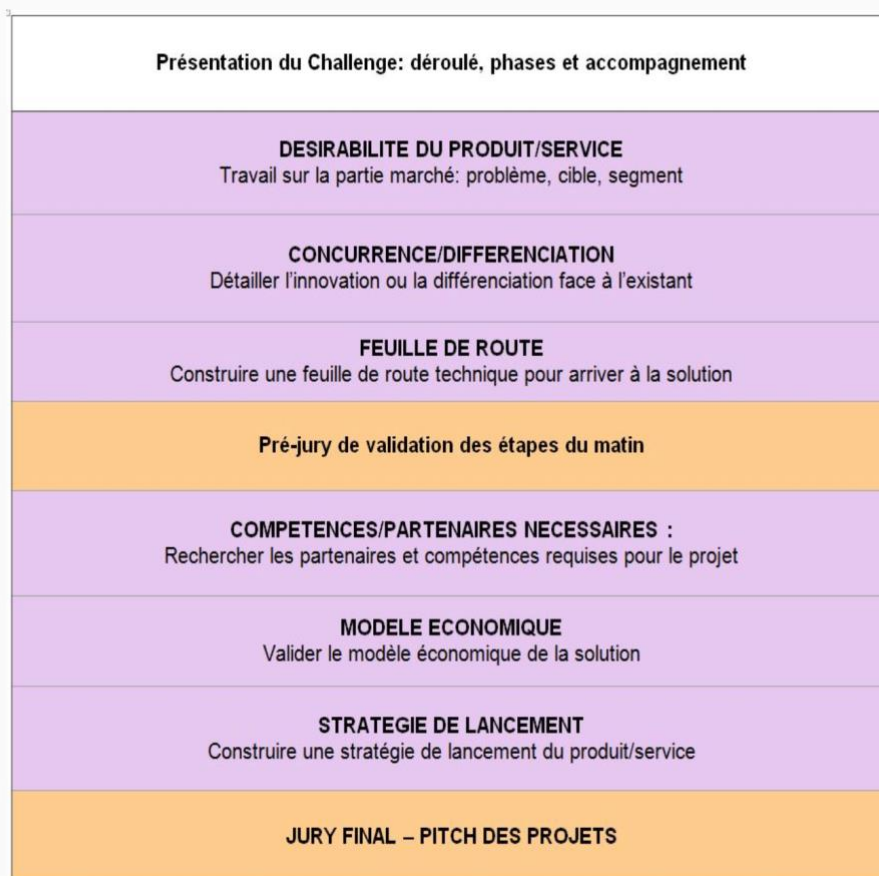 Présentation du Challenge: déroulé, phases et accompagnement
DESIRABILITE DU PRODUIT/SERVICE
Travail sur la partie marché: problème, cible, segment
CONCURRENCE/DIFFERENCIATION
Détailler l'innovation ou la différenciation face à l'existant
FEUILLE DE ROUTE
Construire une feuille de route technique pour arriver à la solution
Pré-jury de validation des étapes du matin
COMPETENCES/PARTENAIRES NECESSAIRES :
Rechercher les partenaires et compétences requises pour le projet
MODELE ECONOMIQUE
Valider le modèle économique de la solution
STRATEGIE DE LANCEMENT
Construire une stratégie de lancement du produit/service
JURY FINAL – PITCH DES PROJETS